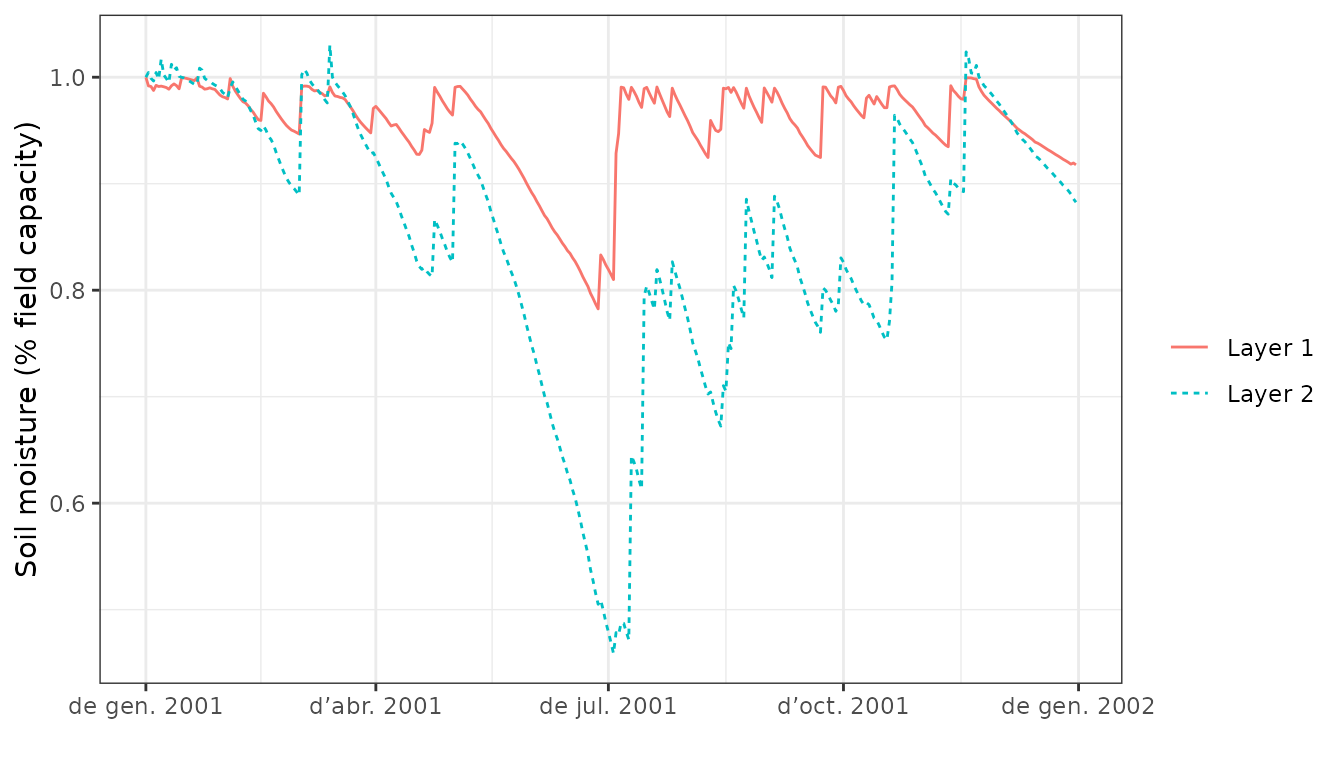 Soil moisture (% field capacity)
1.0
0.8
0.6
de gen. 2001
d’abr. 2001
de jul. 2001
d’oct. 2001
de gen. 2002
Layer 1
Layer 2